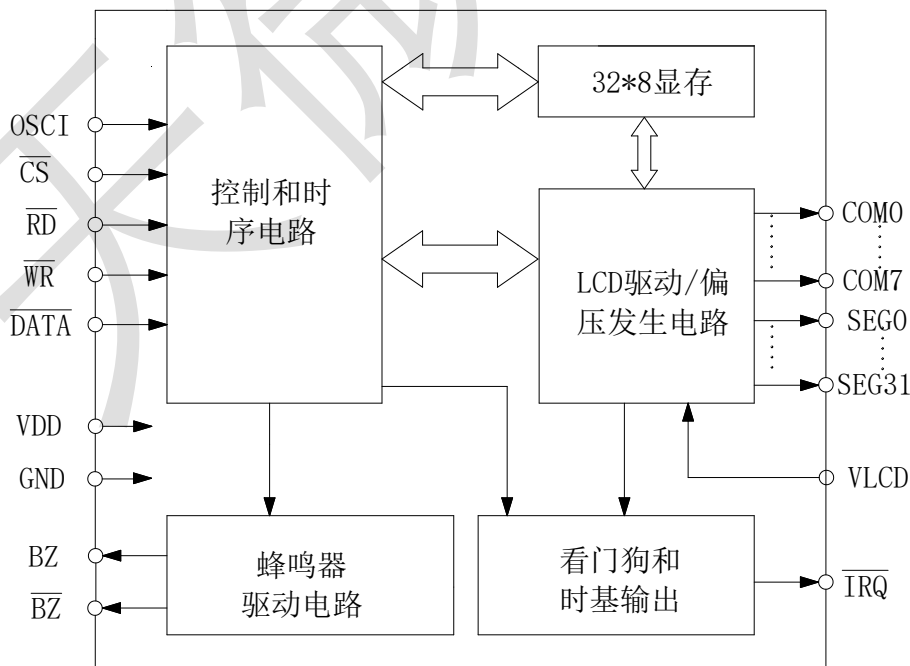 32*8显存
OSCI
CS
RD
WR
DATA
控制和时
序电路
LCD驱动/偏
压发生电路
COM0
COM7
SEG0
SEG31
VDD
GND
VLCD
BZ
BZ
蜂鸣器
驱动电路
看门狗和
时基输出
IRQ